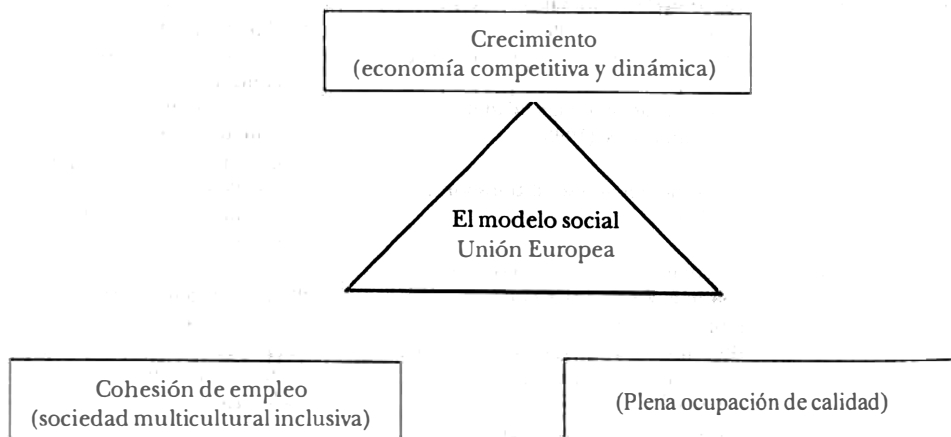 Crecimiento
(economía competitiva y dinámica)
El modelo social
Unión Europea
Cohesión de empleo
(sociedad multicultural inclusiva)
(Plena ocupación de calidad)